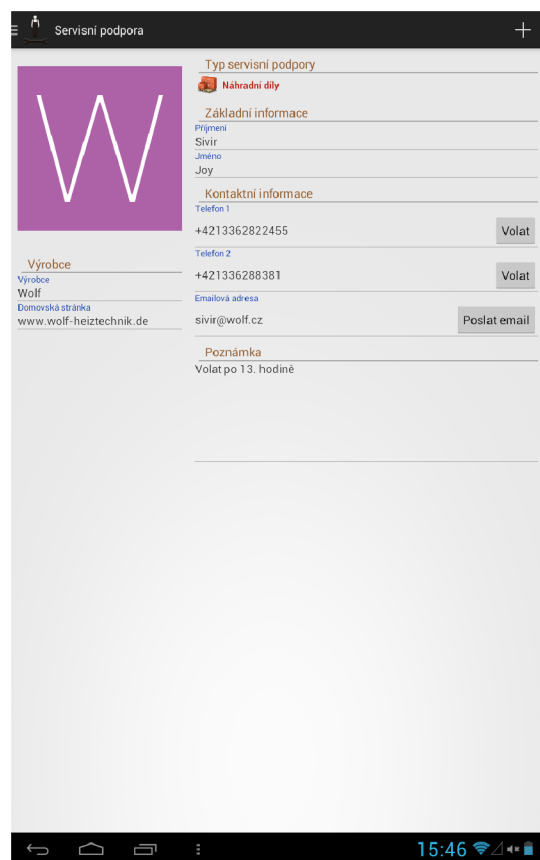 Servisní podpora
W
Výrobce
Výrobce
Wolf
Domovská stránka
www.wolf-heiztechnik.de
Typ servisní podpory
Náhradní díly
Základní informace
Příjmení
Sivir
Jméno
Joy
Kontaktní informace
Telefon 1
+4213362822455
Volat
Telefon 2
+421336288381
Volat
Emailová adresa
sivir@wolf.cz
Poslat email
Poznámka
Volat po 13. hodině
15:46